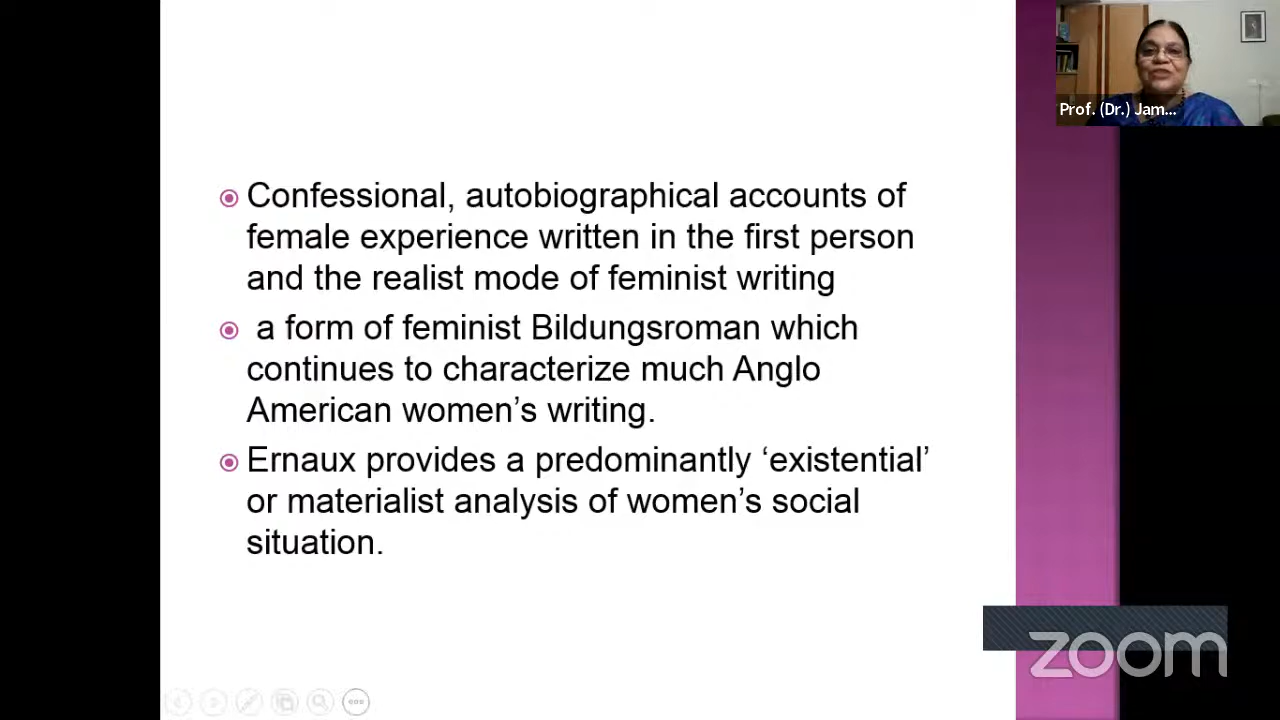 Prof. (Dr.) Jam...
Confessional, autobiographical accounts of
female experience written in the first person
and the realist mode of feminist writing
a form of feminist Bildungsroman which
continues to characterize much Anglo
American women’s writing.
Ernaux provides a predominantly ‘existential’
or materialist analysis of women’s social
situation.
zoom